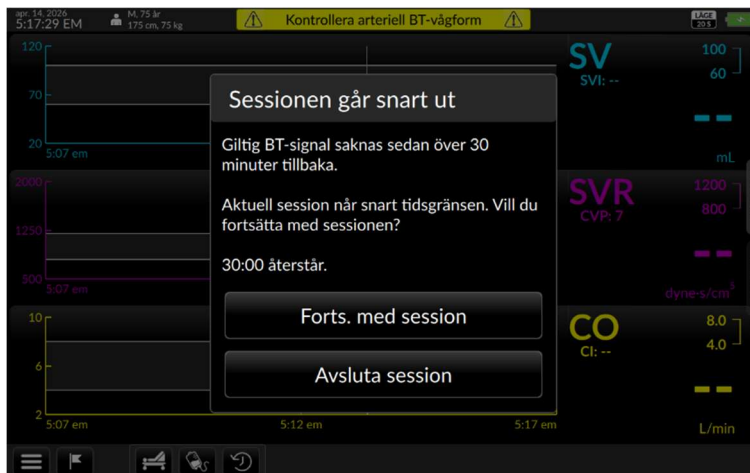 apr. 14, 2026
5:17:29 EM
M, 75 år
175 cm, 75 kg
Kontrollera arteriell BT-vågform
LÄGE
20 S
120
70
20
5:07 em
SV
SVI: --
100
60
--
mL
Sessionen går snart ut
Giltig BT-signal saknas sedan över 30
minuter tillbaka.
Aktuell session når snart tidsgränsen. Vill du
fortsätta med sessionen?
30:00 återstår.
Forts. med session
Avsluta session
2000
1250
500
5:07 em
SVR
CVP: 7
1200
800
--
dyne·s/cm⁵
10
6
2
5:07 em
5:12 em
5:17 em
CO
CI: --
8.0
4.0
--
L/min